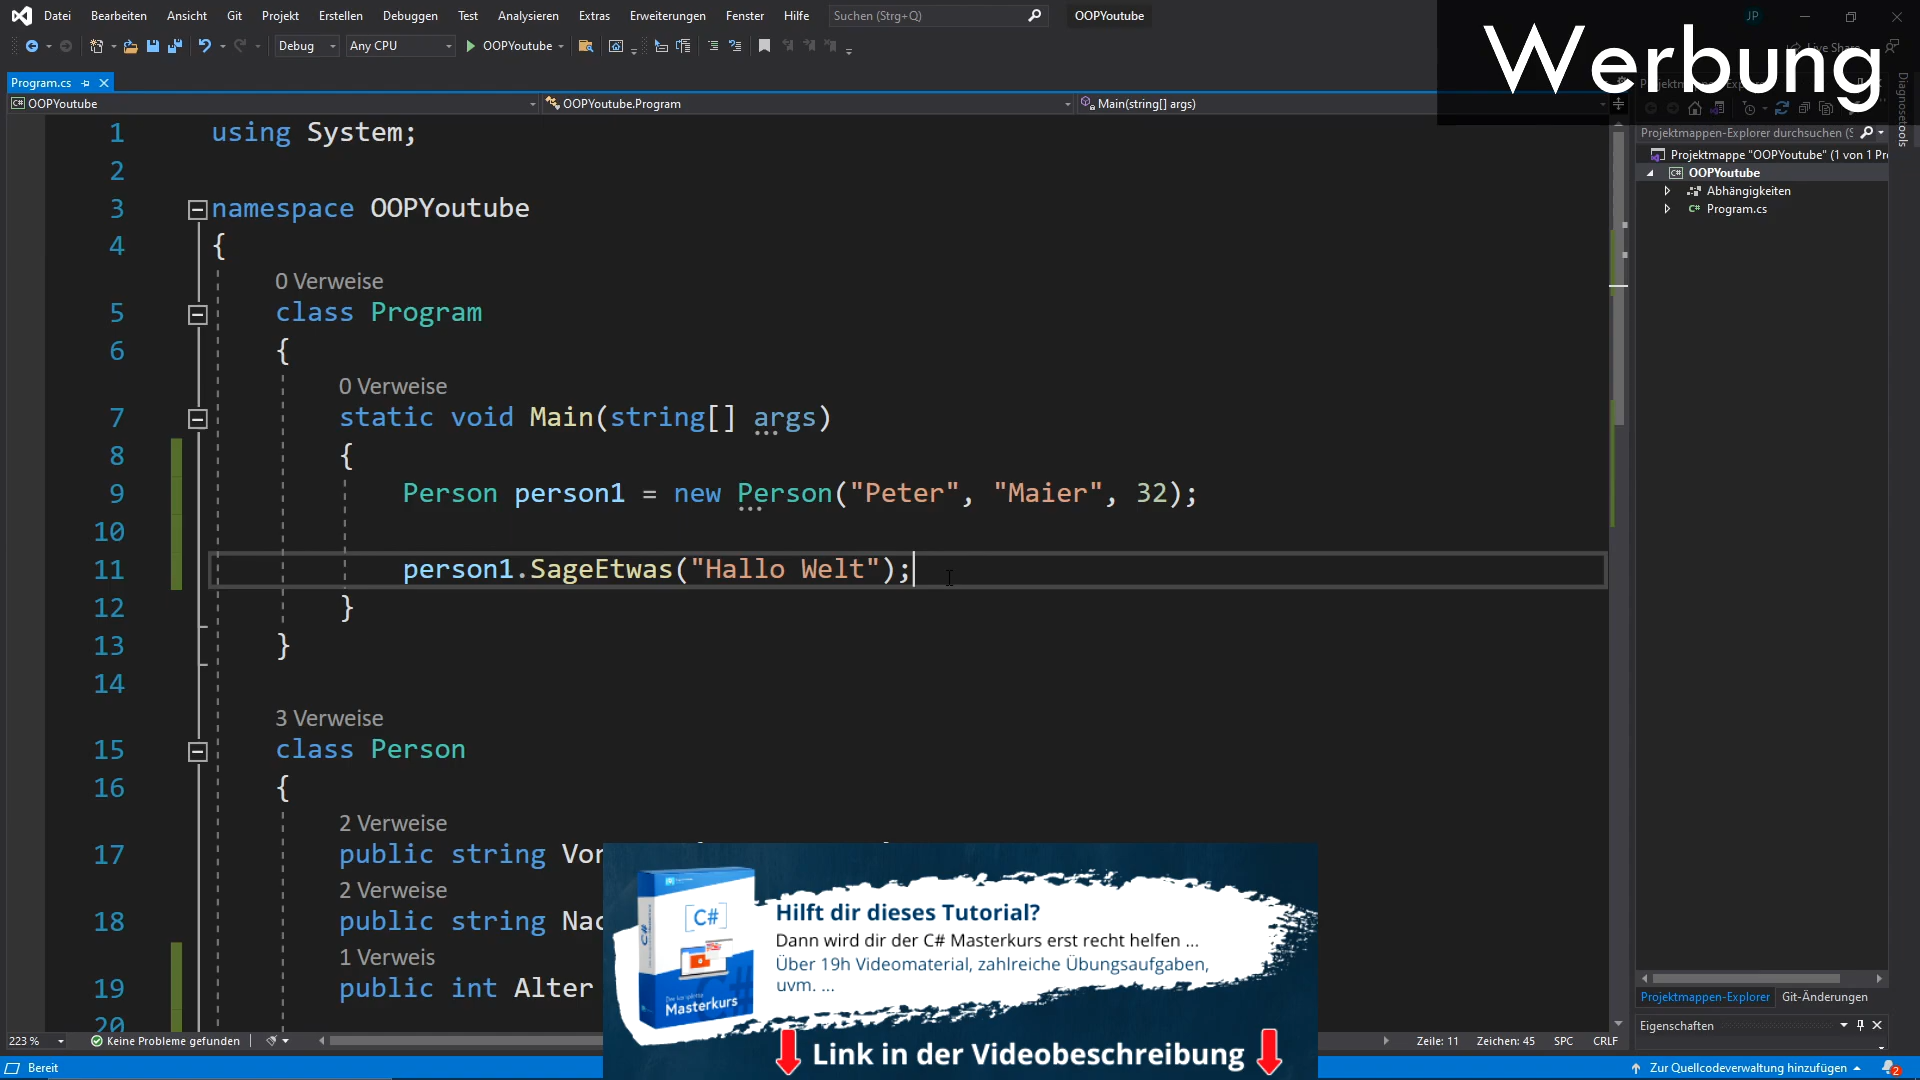 Datei Bearbeiten Ansicht Git Projekt Erstellen Debuggen Test Analysieren Extras Erweiterungen Fenster Hilfe Suchen (Strg+Q) OOPYoutube JP
Werbung
Debug Any CPU OOPYoutube Live Share
Program.cs
OOPYoutube OOPYoutube.Program Main(string[] args)
Diagnosetools
Projektmappen-Explorer durchsuchen (S
Projektmappe "OOPYoutube" (1 von 1 Pr
OOPYoutube
Abhängigkeiten
C# Program.cs
1 using System;
2
3 namespace OOPYoutube
4 {
0 Verweise
5 class Program
6 {
0 Verweise
7 static void Main(string[] args)
8 {
9 Person person1 = new Person("Peter", "Maier", 32);
10
11 person1.SageEtwas("Hallo Welt");
12 }
13 }
14
3 Verweise
15 class Person
16 {
2 Verweise
17 public string Vor
2 Verweise
18 public string Nac
1 Verweis
19 public int Alter
20
C#
Masterkurs
Hilft dir dieses Tutorial?
Dann wird dir der C# Masterkurs erst recht helfen ...
Über 19h Videomaterial, zahlreiche Übungsaufgaben,
uvm. ...
Link in der Videobeschreibung
Projektmappen-Explorer Git-Änderungen
Eigenschaften
223 % Keine Probleme gefunden Zeile: 11 Zeichen: 45 SPC CRLF
Bereit Zur Quellcodeverwaltung hinzufügen 2